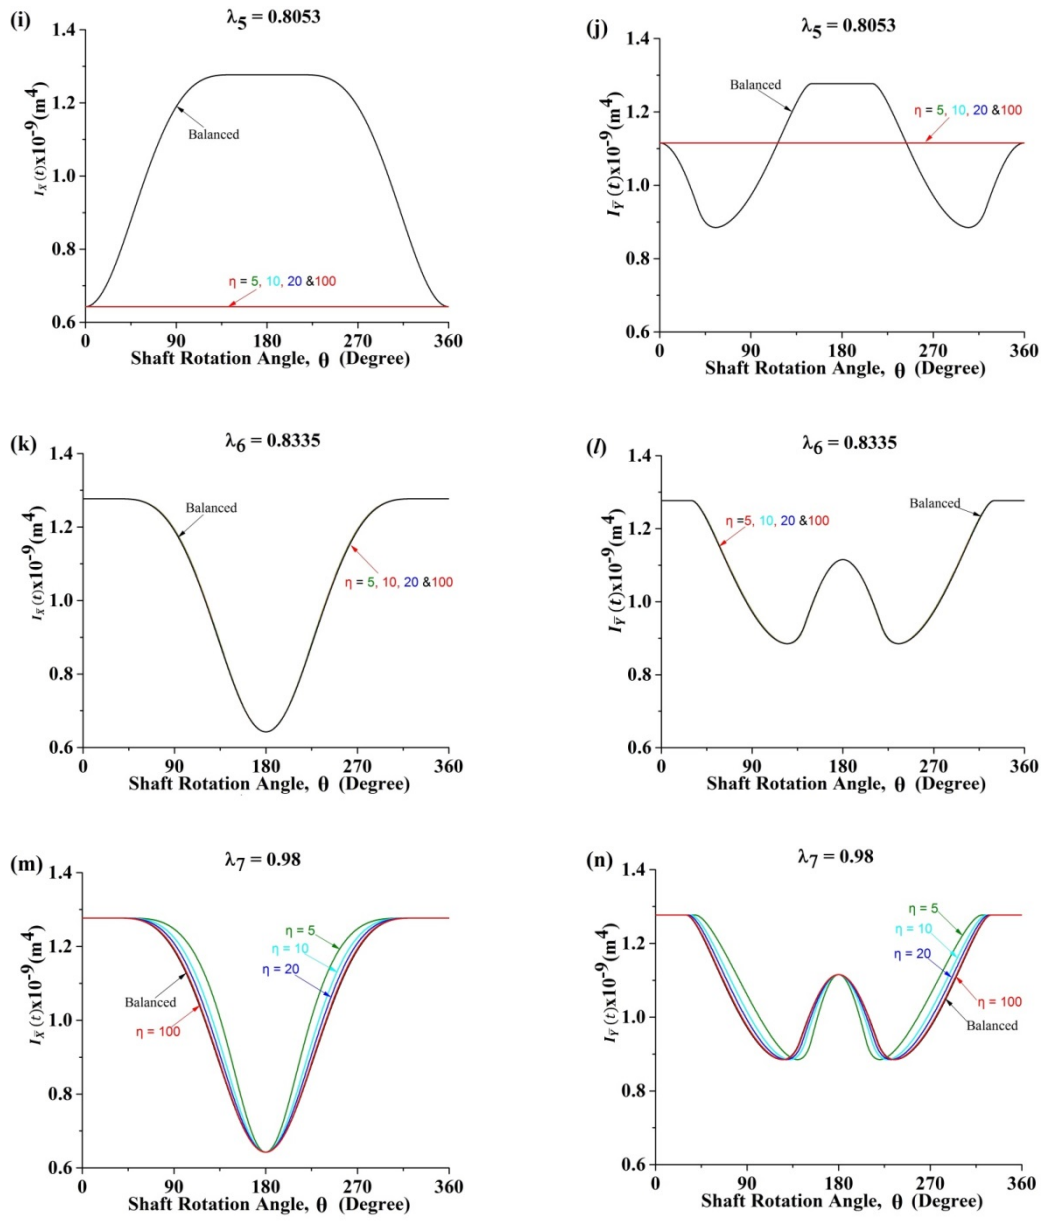 (i)
λ5 = 0.8053
IX̄ (t)x10-9(m4)
1.4
1.2
1.0
0.8
0.6
Balanced
η = 5, 10, 20 &100
0 90 180 270 360
Shaft Rotation Angle, θ (Degree)
(j)
λ5 = 0.8053
IȲ (t)x10-9(m4)
1.4
1.2
1.0
0.8
0.6
Balanced
η = 5, 10, 20 &100
0 90 180 270 360
Shaft Rotation Angle, θ (Degree)
(k)
λ6 = 0.8335
IX̄ (t)x10-9(m4)
1.4
1.2
1.0
0.8
0.6
Balanced
η = 5, 10, 20 &100
0 90 180 270 360
Shaft Rotation Angle, θ (Degree)
(l)
λ6 = 0.8335
IȲ (t)x10-9(m4)
1.4
1.2
1.0
0.8
0.6
Balanced
η =5, 10, 20 &100
0 90 180 270 360
Shaft Rotation Angle, θ (Degree)
(m)
λ7 = 0.98
IX̄ (t)x10-9(m4)
1.4
1.2
1.0
0.8
0.6
η = 5
η = 10
η = 20
Balanced
η = 100
0 90 180 270 360
Shaft Rotation Angle, θ (Degree)
(n)
λ7 = 0.98
IȲ (t)x10-9(m4)
1.4
1.2
1.0
0.8
0.6
η = 5
η = 10
η = 20
η = 100
Balanced
0 90 180 270 360
Shaft Rotation Angle, θ (Degree)